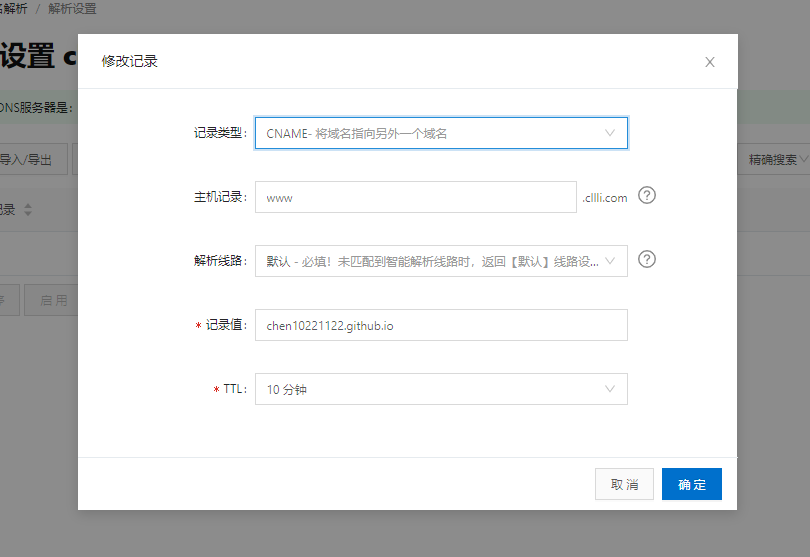 名解析 / 解析设置
设置 c
DNS服务器是：
导入/导出
精确搜索
记录
启 用
修改记录
记录类型：
CNAME- 将域名指向另外一个域名
主机记录：
www
.cllli.com
解析线路：
默认 - 必填！未匹配到智能解析线路时，返回【默认】线路设...
* 记录值：
chen10221122.github.io
* TTL：
10 分钟
取 消
确 定